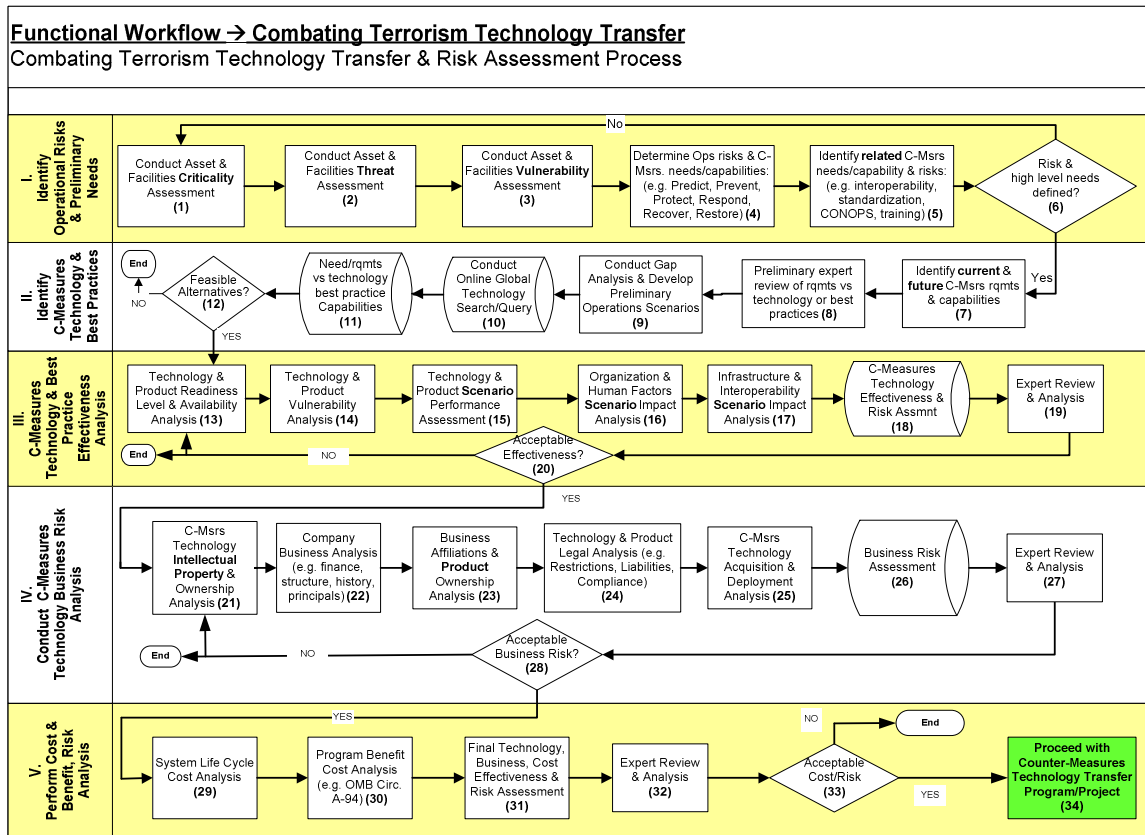 Functional Workflow → Combating Terrorism Technology Transfer
Combating Terrorism Technology Transfer & Risk Assessment Process
I.
Identify
Operational Risks
& Preliminary
Needs
No
Conduct Asset &
Facilities Criticality
Assessment
(1)
Conduct Asset &
Facilities Threat
Assessment
(2)
Conduct Asset &
Facilities Vulnerability
Assessment
(3)
Determine Ops risks & C-
Msrs. needs/capabilities:
(e.g. Predict, Prevent,
Protect, Respond,
Recover, Restore) (4)
Identify related C-Msrs
needs/capability & risks:
(e.g. interoperability,
standardization,
CONOPS, training) (5)
Risk &
high level needs
defined?
(6)
II.
Identify
C-Measures
Technology &
Best Practices
End
NO
Feasible
Alternatives?
(12)
YES
Need/rqmts
vs technology
best practice
Capabilities
(11)
Conduct
Online Global
Technology
Search/Query
(10)
Conduct Gap
Analysis & Develop
Preliminary
Operations Scenarios
(9)
Preliminary expert
review of rqmts vs
technology or best
practices (8)
Identify current &
future C-Msrs rqmts
& capabilities
(7)
Yes
III.
C-Measures
Technology & Best
Practice
Effectiveness
Analysis
Technology &
Product Readiness
Level & Availability
Analysis (13)
Technology &
Product
Vulnerability
Analysis (14)
Technology &
Product Scenario
Performance
Assessment (15)
Organization &
Human Factors
Scenario Impact
Analysis (16)
Infrastructure &
Interoperability
Scenario Impact
Analysis (17)
C-Measures
Technology
Effectiveness &
Risk Assmnt
(18)
Expert Review
& Analysis
(19)
End
NO
Acceptable
Effectiveness?
(20)
YES
IV.
Conduct C-Measures
Technology Business Risk
Analysis
C-Msrs
Technology
Intellectual
Property &
Ownership
Analysis (21)
Company
Business Analysis
(e.g. finance,
structure, history,
principals) (22)
Business
Affiliations &
Product
Ownership
Analysis (23)
Technology & Product
Legal Analysis (e.g.
Restrictions, Liabilities,
Compliance)
(24)
C-Msrs
Technology
Acquisition &
Deployment
Analysis (25)
Business Risk
Assessment
(26)
Expert Review
& Analysis
(27)
End
NO
Acceptable
Business Risk?
(28)
YES
V.
Perform Cost &
Benefit, Risk
Analysis
System Life Cycle
Cost Analysis
(29)
Program Benefit
Cost Analysis
(e.g. OMB Circ.
A-94) (30)
Final Technology,
Business, Cost
Effectiveness &
Risk Assessment
(31)
Expert Review
& Analysis
(32)
Acceptable
Cost/Risk?
(33)
NO
End
YES
Proceed with
Counter-Measures
Technology Transfer
Program/Project
(34)